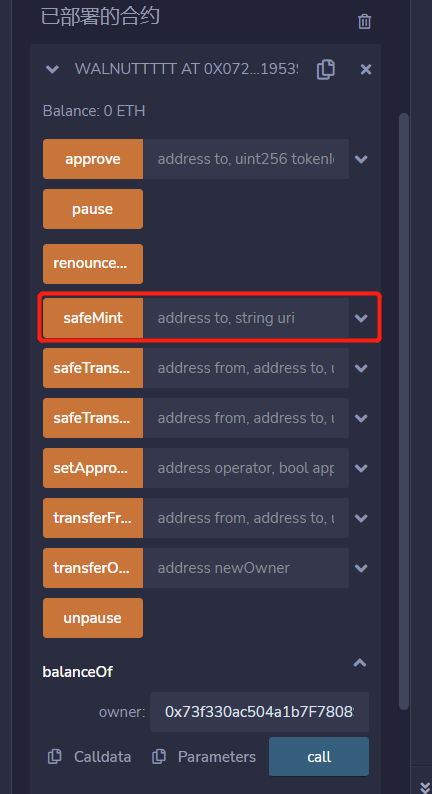 已部署的合约
WALNUTTTTT AT 0X072...19539
Balance: 0 ETH
approve address to, uint256 tokenI
pause
renounce...
safeMint address to, string uri
safeTrans... address from, address to, u
safeTrans... address from, address to, u
setAppro... address operator, bool app
transferFr... address from, address to, u
transferO... address newOwner
unpause
balanceOf
owner: 0x73f330ac504a1b7F7808
Calldata Parameters call